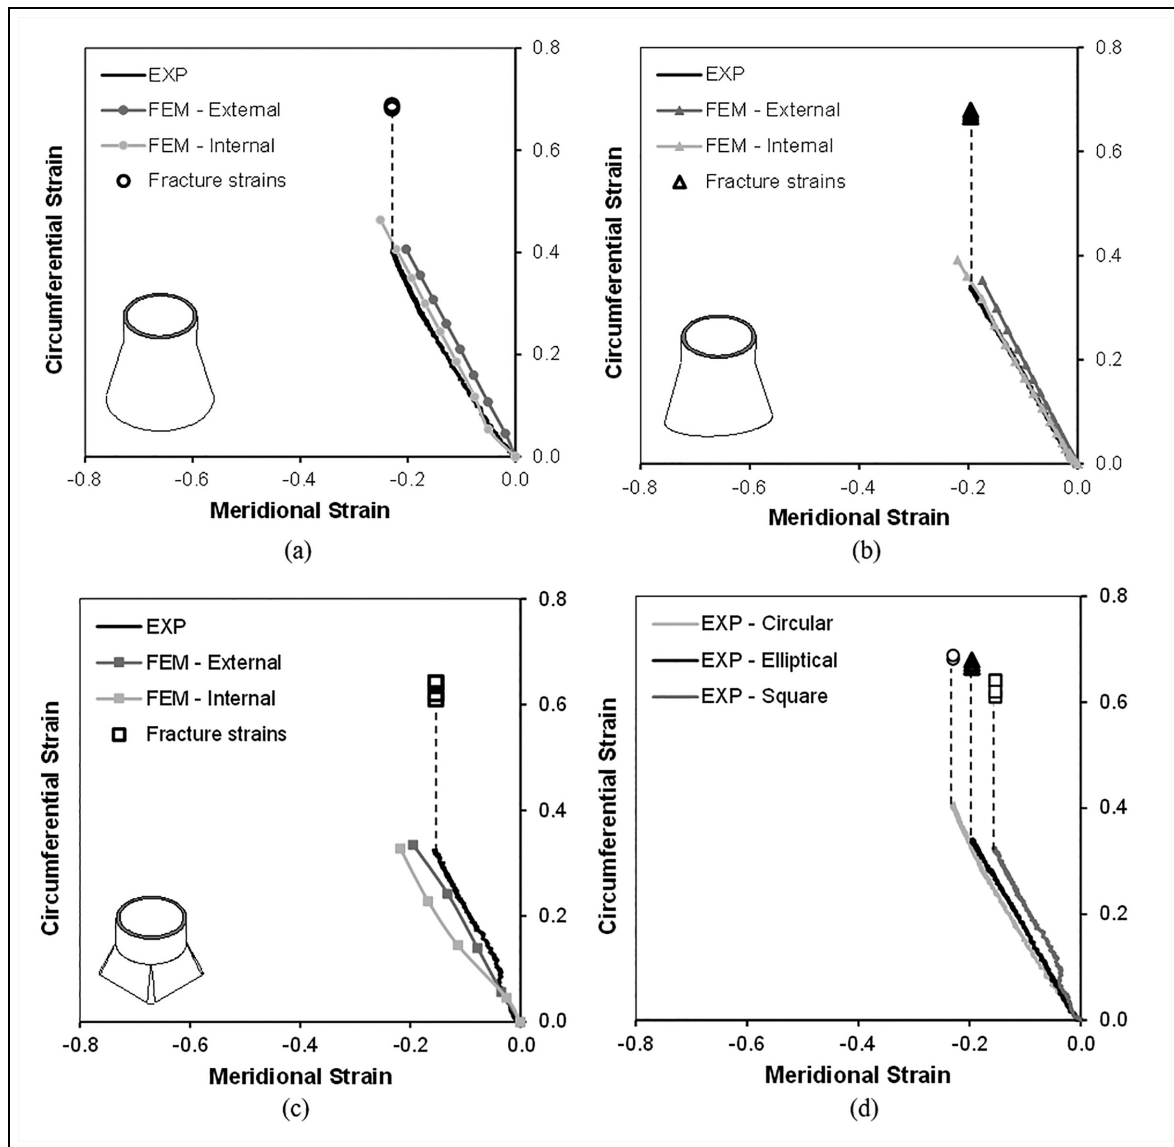 EXP
FEM - External
FEM - Internal
Fracture strains
Circumferential Strain
0.8
0.6
0.4
0.2
0.0
-0.8
-0.6
-0.4
-0.2
0.0
Meridional Strain
(a)
EXP
FEM - External
FEM - Internal
Fracture strains
Circumferential Strain
0.8
0.6
0.4
0.2
0.0
-0.8
-0.6
-0.4
-0.2
0.0
Meridional Strain
(b)
EXP
FEM - External
FEM - Internal
Fracture strains
Circumferential Strain
0.8
0.6
0.4
0.2
0.0
-0.8
-0.6
-0.4
-0.2
0.0
Meridional Strain
(c)
EXP - Circular
EXP - Elliptical
EXP - Square
Circumferential Strain
0.8
0.6
0.4
0.2
0.0
-0.8
-0.6
-0.4
-0.2
0.0
Meridional Strain
(d)